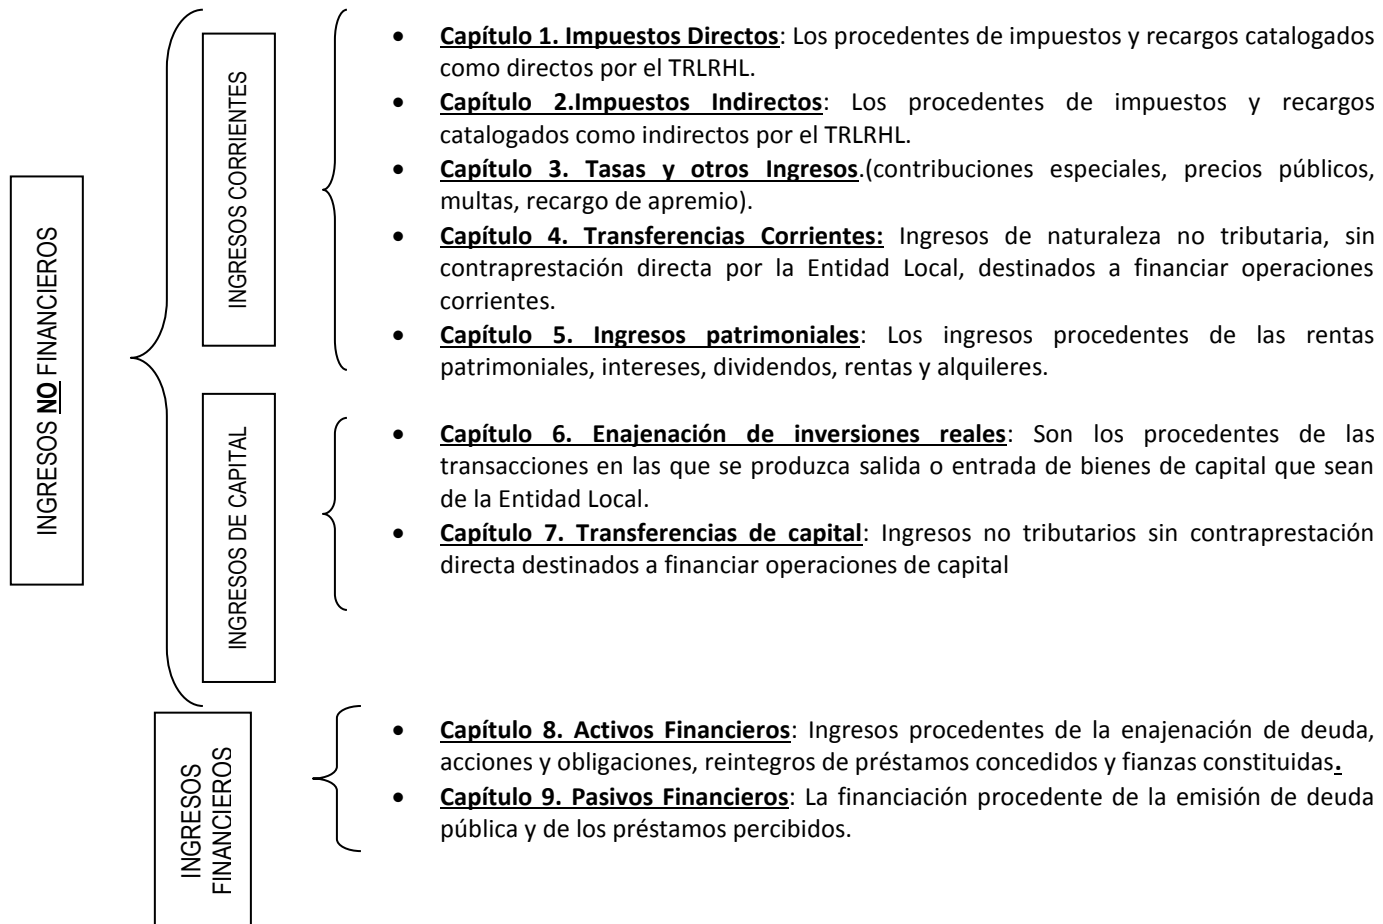 INGRESOS NO FINANCIEROS
INGRESOS CORRIENTES
• Capítulo 1. Impuestos Directos: Los procedentes de impuestos y recargos catalogados
como directos por el TRLRHL.
• Capítulo 2.Impuestos Indirectos: Los procedentes de impuestos y recargos
catalogados como indirectos por el TRLRHL.
• Capítulo 3. Tasas y otros Ingresos.(contribuciones especiales, precios públicos,
multas, recargo de apremio).
• Capítulo 4. Transferencias Corrientes: Ingresos de naturaleza no tributaria, sin
contraprestación directa por la Entidad Local, destinados a financiar operaciones
corrientes.
• Capítulo 5. Ingresos patrimoniales: Los ingresos procedentes de las rentas
patrimoniales, intereses, dividendos, rentas y alquileres.
INGRESOS DE CAPITAL
• Capítulo 6. Enajenación de inversiones reales: Son los procedentes de las
transacciones en las que se produzca salida o entrada de bienes de capital que sean
de la Entidad Local.
• Capítulo 7. Transferencias de capital: Ingresos no tributarios sin contraprestación
directa destinados a financiar operaciones de capital
INGRESOS
FINANCIEROS
• Capítulo 8. Activos Financieros: Ingresos procedentes de la enajenación de deuda,
acciones y obligaciones, reintegros de préstamos concedidos y fianzas constituidas.
• Capítulo 9. Pasivos Financieros: La financiación procedente de la emisión de deuda
pública y de los préstamos percibidos.